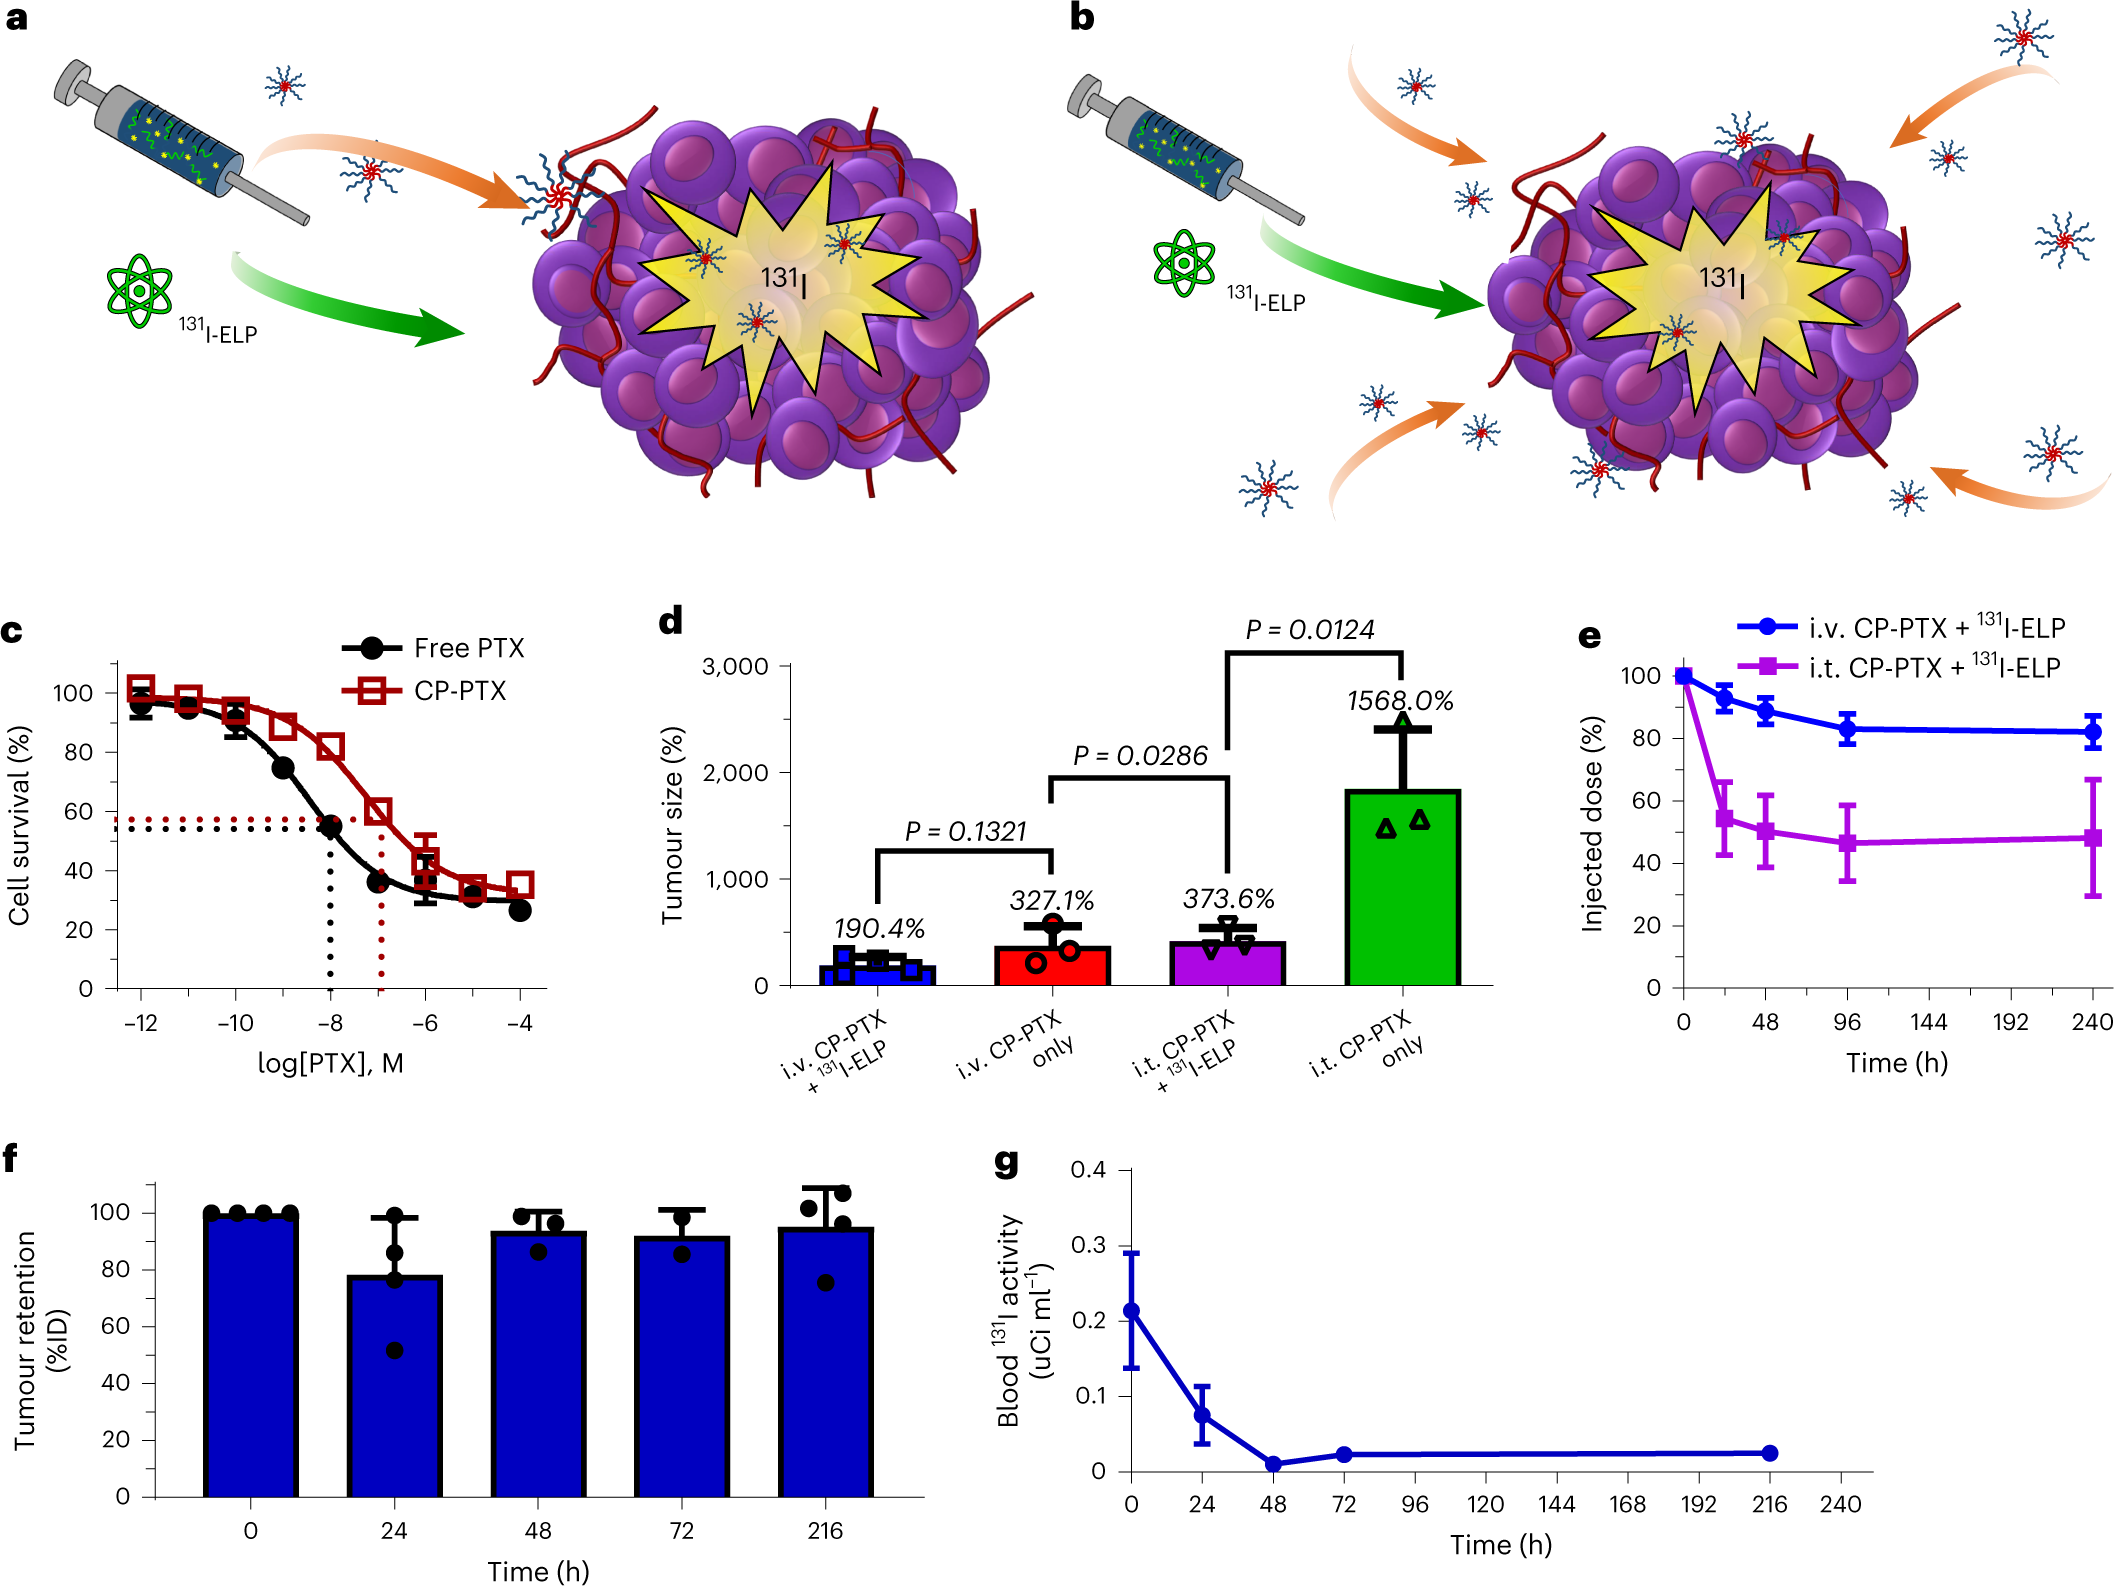 a
¹³¹I-ELP
¹³¹I
b
¹³¹I-ELP
¹³¹I
c
Free PTX
CP-PTX
Cell survival (%)
100
80
60
40
20
0
−12 −10 −8 −6 −4
log[PTX], M
d
Tumour size (%)
3,000
2,000
1,000
0
P = 0.0124
1568.0%
P = 0.0286
P = 0.1321
190.4%
327.1%
373.6%
i.v. CP-PTX
+ ¹³¹I-ELP
i.v. CP-PTX
only
i.t. CP-PTX
+ ¹³¹I-ELP
i.t. CP-PTX
only
e
i.v. CP-PTX + ¹³¹I-ELP
i.t. CP-PTX + ¹³¹I-ELP
Injected dose (%)
100
80
60
40
20
0
0 48 96 144 192 240
Time (h)
f
Tumour retention
(%ID)
100
80
60
40
20
0
0 24 48 72 216
Time (h)
g
Blood ¹³¹I activity
(uCi ml⁻¹)
0.4
0.3
0.2
0.1
0
0 24 48 72 96 120 144 168 192 216 240
Time (h)